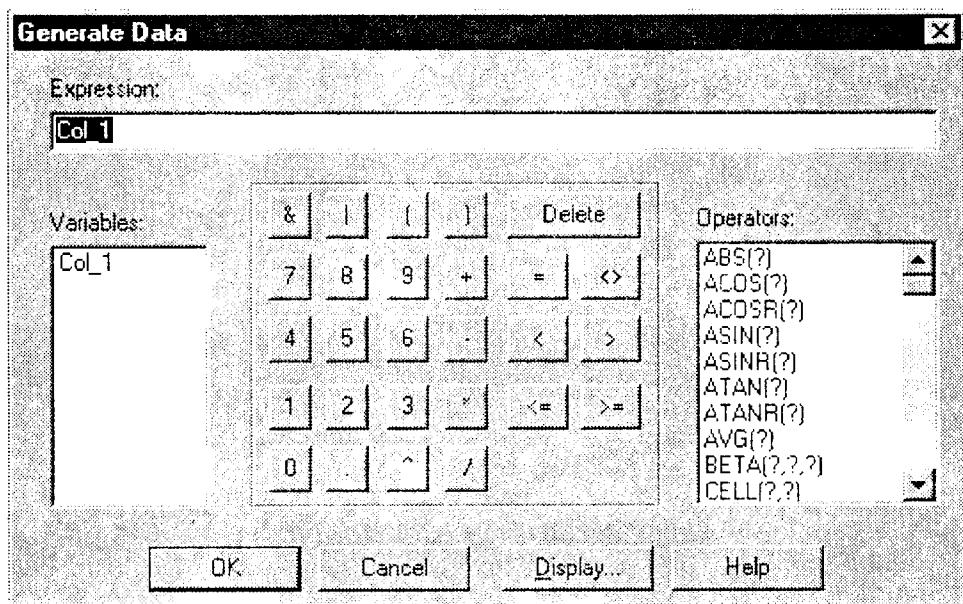 Generate Data
Expression:
Col_1
Variables:
Col_1
& | ( ) Delete
7 8 9 + = <>
4 5 6 - < >
1 2 3 * <= >=
0 . ^ /
Operators:
ABS(?)
ACOS(?)
ACOSR(?)
ASIN(?)
ASINR(?)
ATAN(?)
ATANR(?)
AVG(?)
BETA(?,?,?)
CELL(?,?)
OK Cancel Display... Help